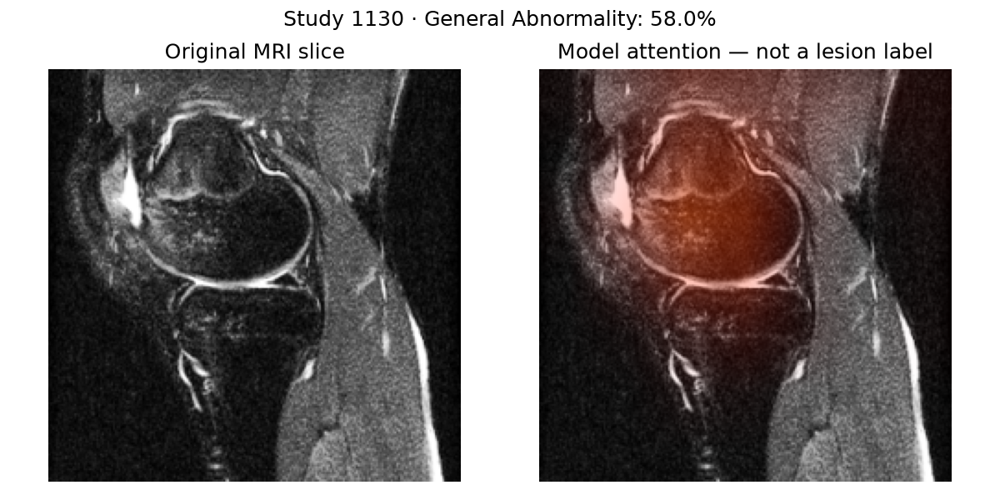 Study 1130 · General Abnormality: 58.0%
Original MRI slice
Model attention — not a lesion label